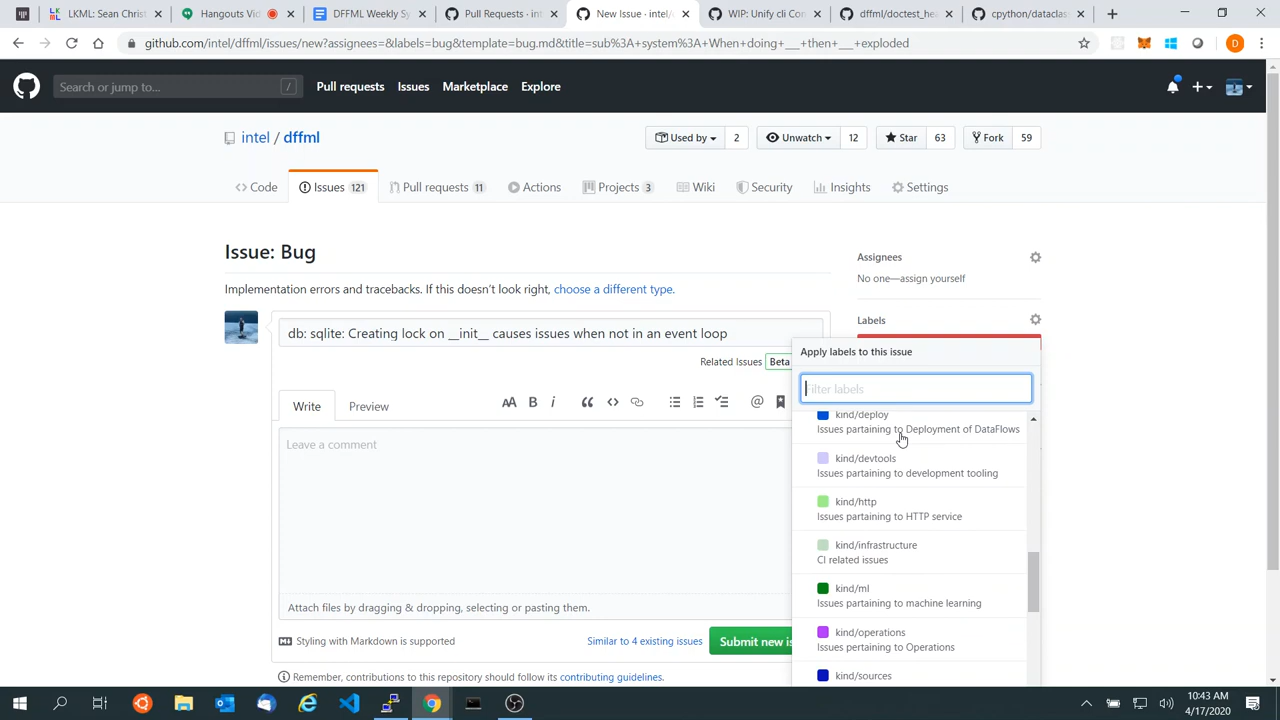 LKML: Sean Christ
Hangouts Vid
DFFML Weekly Sy
Pull Requests · int
New Issue · intel/
WIP: Unify cli Con
dffml/doctest_hea
cpython/dataclas
github.com/intel/dffml/issues/new?assignees=&labels=bug&template=bug.md&title=sub%3A+system%3A+When+doing+___+then+___+exploded
D
Search or jump to...
/
Pull requests
Issues
Marketplace
Explore
intel / dffml
Used by
2
Unwatch
12
Star
63
Fork
59
Code
Issues 121
Pull requests 11
Actions
Projects 3
Wiki
Security
Insights
Settings
Issue: Bug
Implementation errors and tracebacks. If this doesn't look right, choose a different type.
db: sqlite: Creating lock on __init__ causes issues when not in an event loop
Related Issues Beta
Write
Preview
AA B i
Leave a comment
Attach files by dragging & dropping, selecting or pasting them.
Styling with Markdown is supported
Similar to 4 existing issues
Submit new is
Remember, contributions to this repository should follow its contributing guidelines.
Assignees
No one—assign yourself
Labels
Apply labels to this issue
Filter labels
kind/deploy
Issues pertaining to Deployment of DataFlows
kind/devtools
Issues pertaining to development tooling
kind/http
Issues pertaining to HTTP service
kind/infrastructure
CI related issues
kind/ml
Issues pertaining to machine learning
kind/operations
Issues pertaining to Operations
kind/sources
10:43 AM
4/17/2020